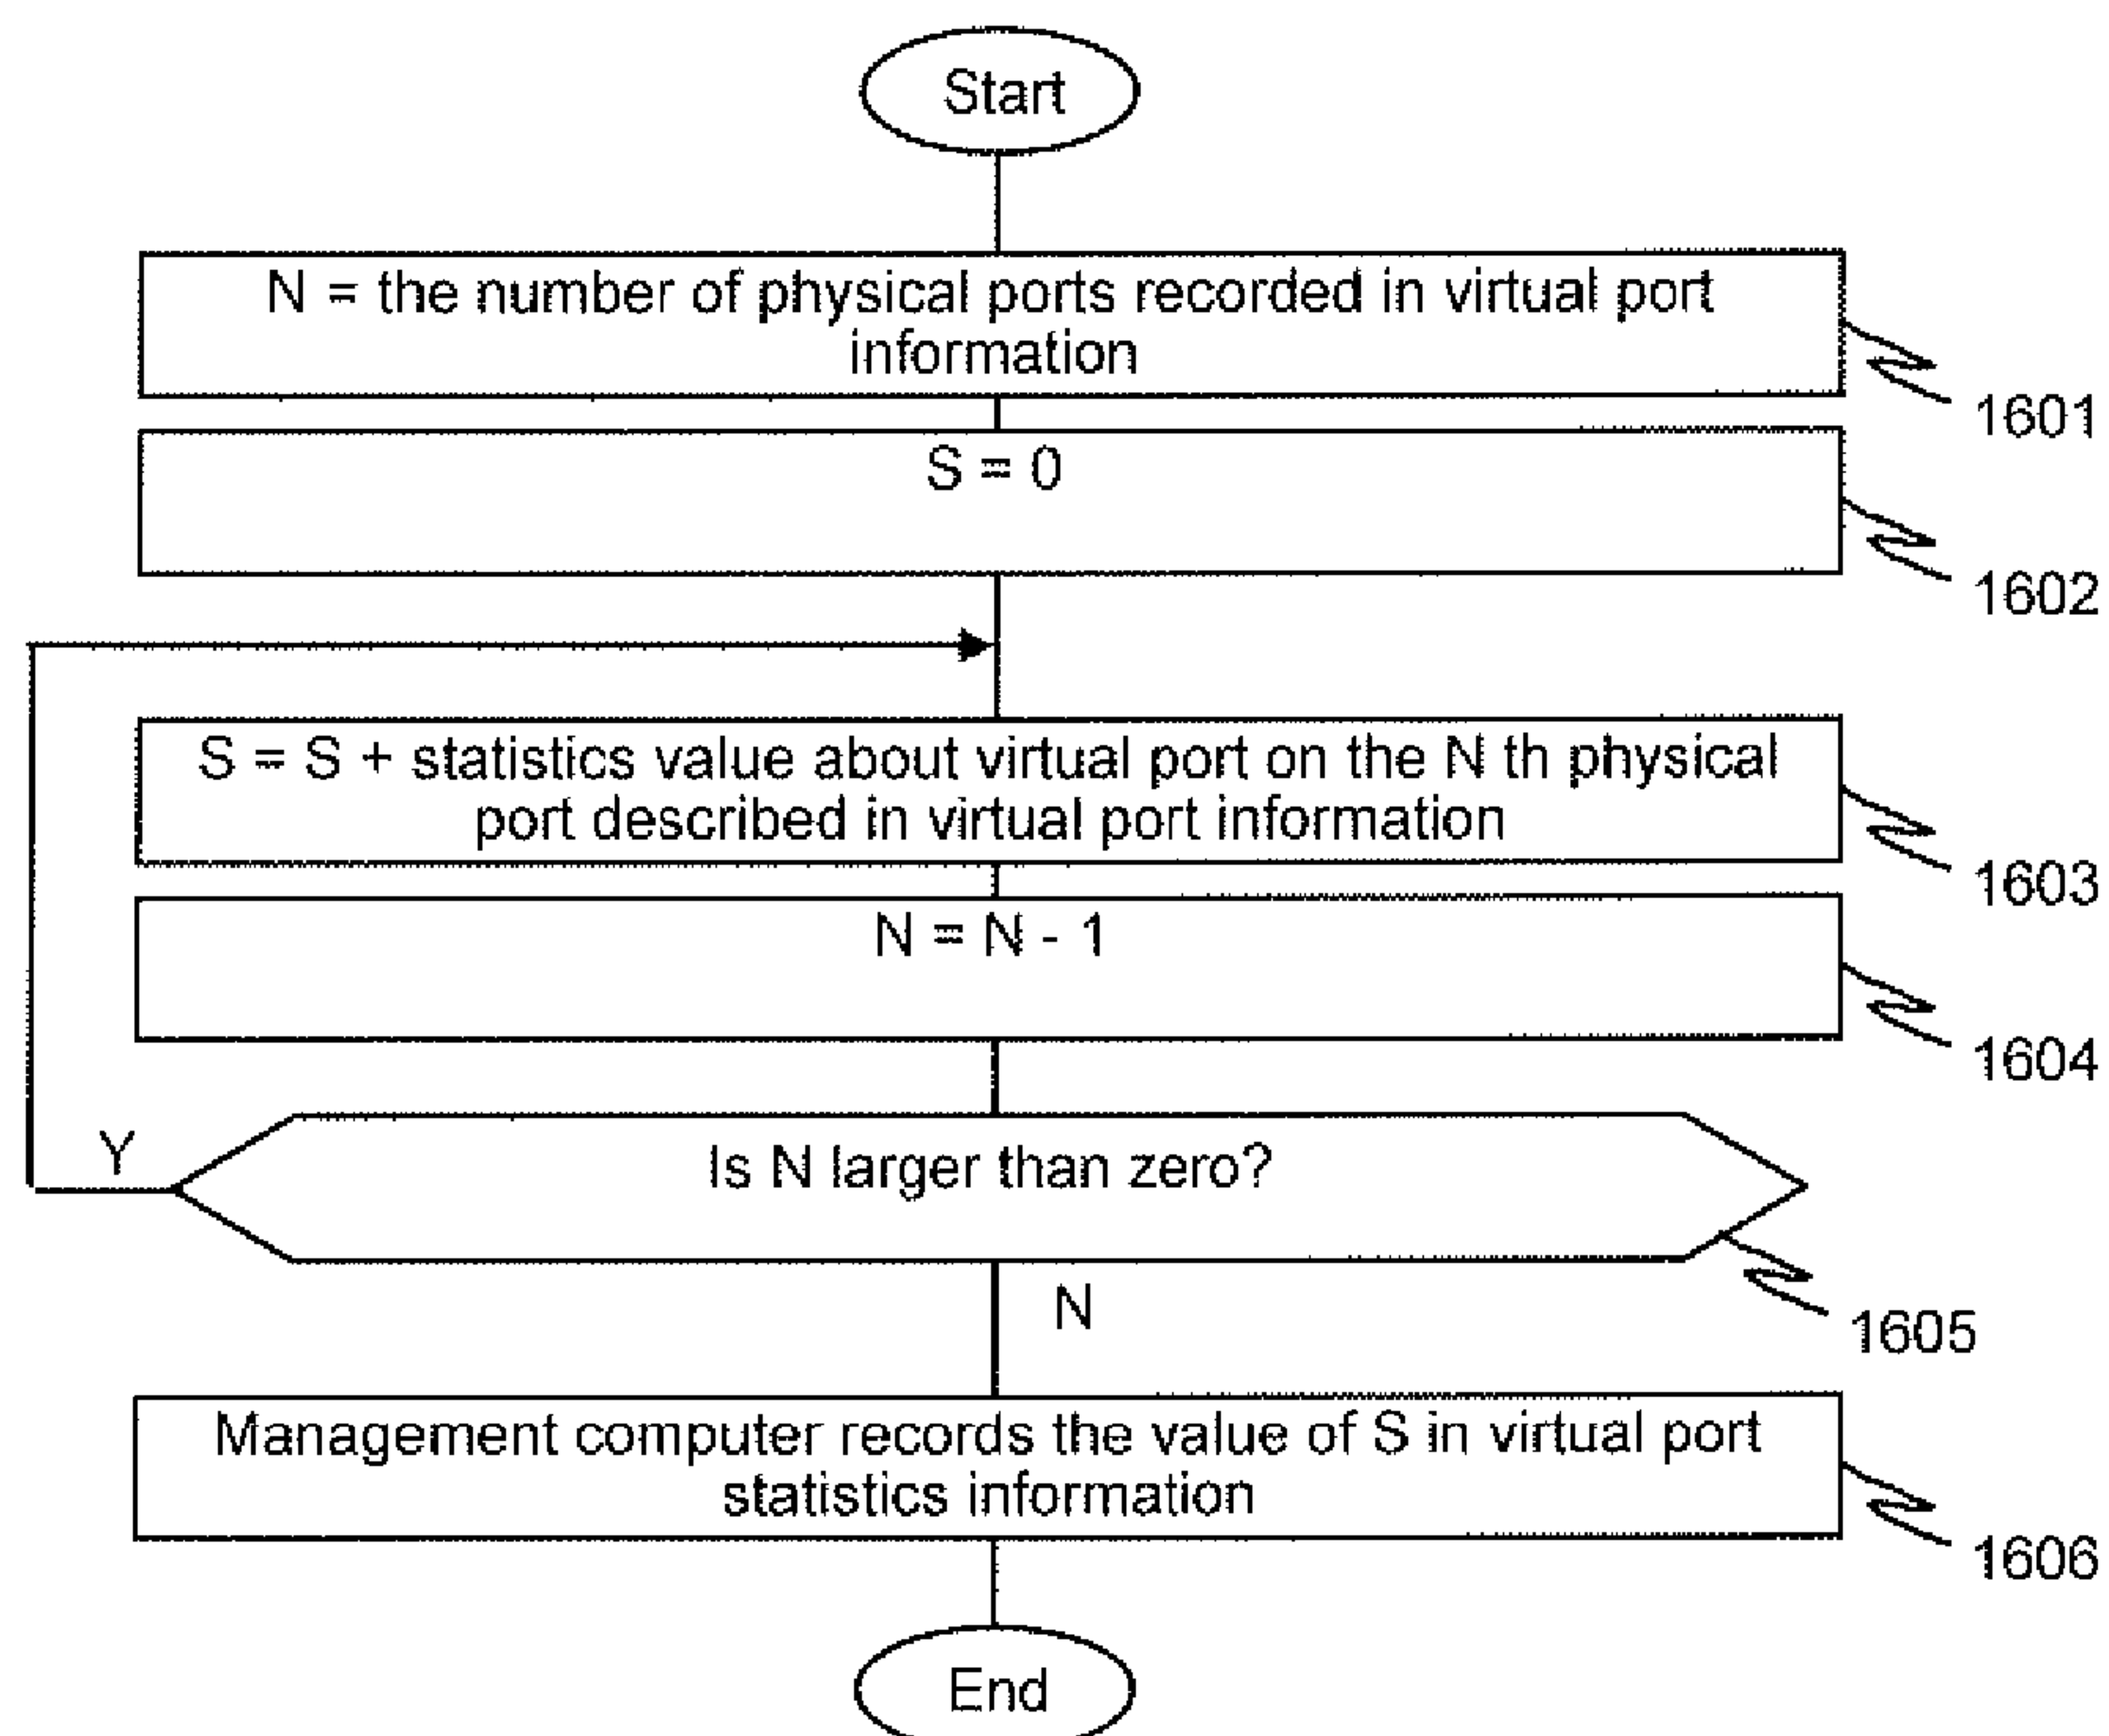 Start
N = the number of physical ports recorded in virtual port
information
1601
S = 0
1602
S = S + statistics value about virtual port on the N th physical
port described in virtual port information
1603
N = N - 1
1604
Y
Is N larger than zero?
N
1605
Management computer records the value of S in virtual port
statistics information
1606
End